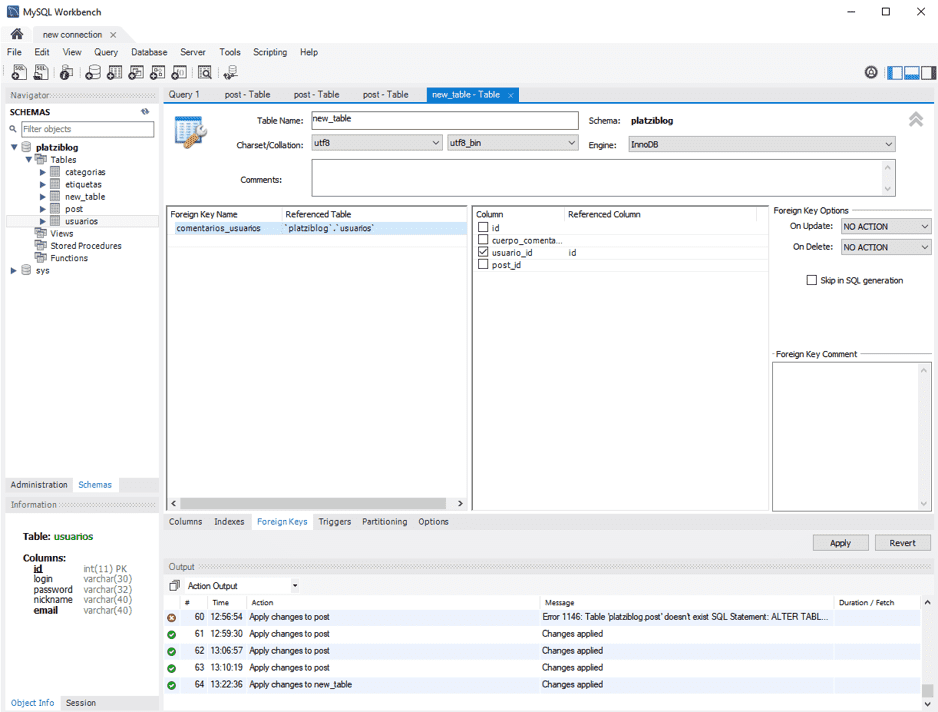 MySQL Workbench
new connection
File Edit View Query Database Server Tools Scripting Help
Navigator
SCHEMAS
Filter objects
platziblog
Tables
categorias
etiquetas
new_table
post
usuarios
Views
Stored Procedures
Functions
sys
Administration Schemas
Information
Table: usuarios
Columns:
id int(11) PK
login varchar(30)
password varchar(32)
nickname varchar(40)
email varchar(40)
Object Info Session
Query 1 post - Table post - Table post - Table new_table - Table
Table Name: new_table Schema: platziblog
Charset/Collation: utf8 utf8_bin Engine: InnoDB
Comments:
Foreign Key Name Referenced Table
comentarios_usuarios `platziblog`.`usuarios`
Column Referenced Column
id
cuerpo_comenta...
usuario_id id
post_id
Foreign Key Options
On Update: NO ACTION
On Delete: NO ACTION
Skip in SQL generation
Foreign Key Comment
Columns Indexes Foreign Keys Triggers Partitioning Options
Apply Revert
Output
Action Output
# Time Action Message Duration / Fetch
60 12:56:54 Apply changes to post Error 1146: Table 'platziblog.post' doesn't exist SQL Statement: ALTER TABL...
61 12:59:30 Apply changes to post Changes applied
62 13:06:57 Apply changes to post Changes applied
63 13:10:19 Apply changes to post Changes applied
64 13:22:36 Apply changes to new_table Changes applied